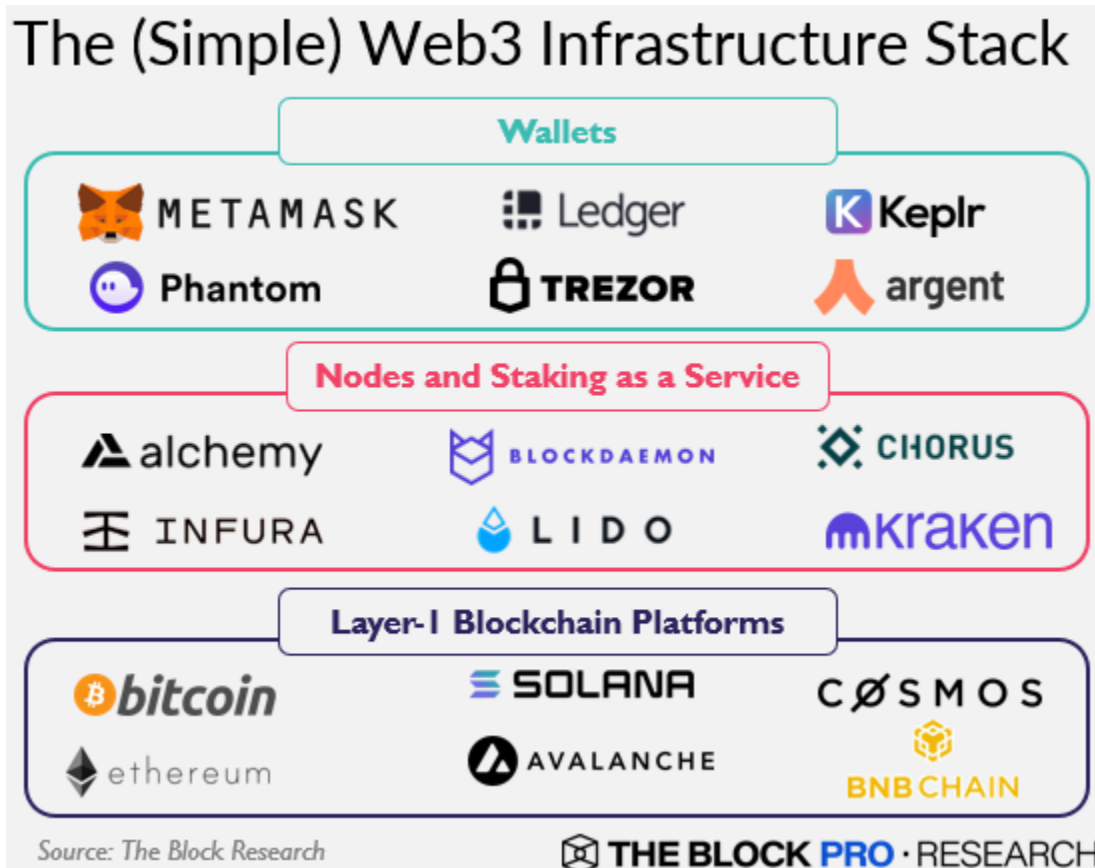 The (Simple) Web3 Infrastructure Stack
Wallets
METAMASK Ledger Keplr
Phantom TREZOR argent
Nodes and Staking as a Service
alchemy BLOCKDAEMON CHORUS
INFURA LIDO Kraken
Layer-1 Blockchain Platforms
bitcoin SOLANA CØSMOS
ethereum AVALANCHE BNB CHAIN
Source: The Block Research THE BLOCK PRO · RESEARCH